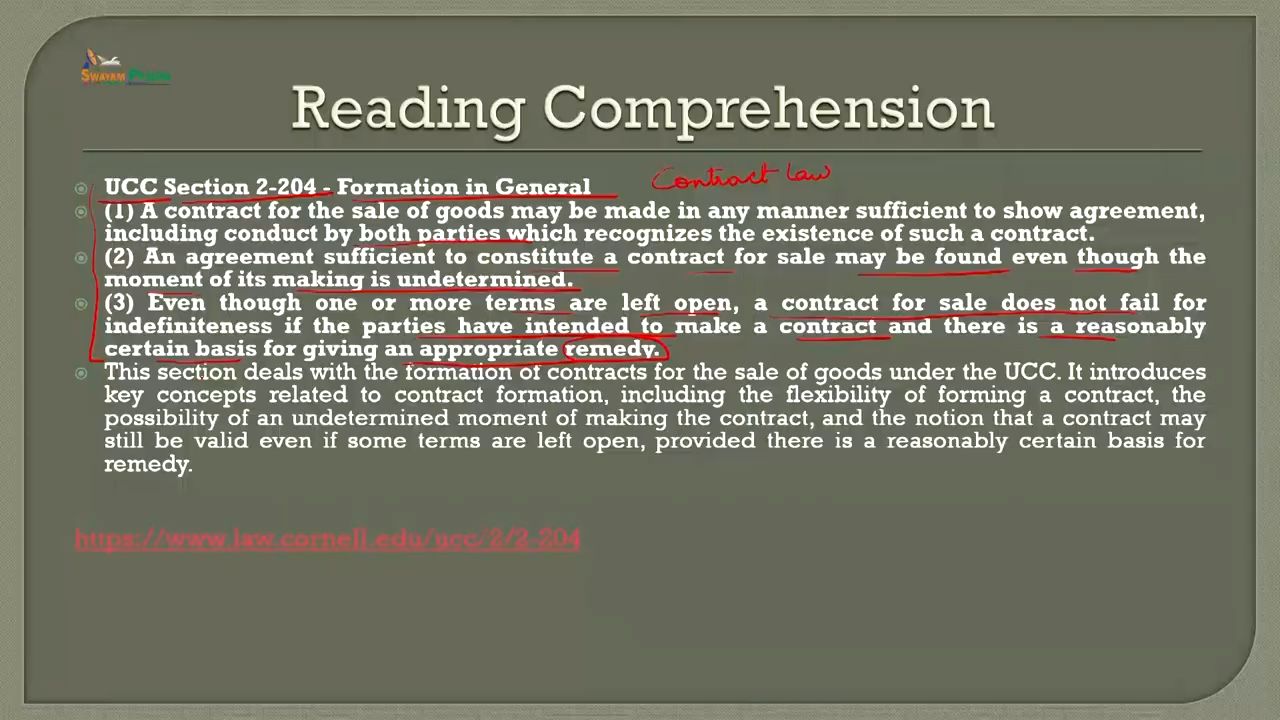 SWAYAM PRABHA
Reading Comprehension
Contract Law
UCC Section 2-204 - Formation in General
(1) A contract for the sale of goods may be made in any manner sufficient to show agreement,
including conduct by both parties which recognizes the existence of such a contract.
(2) An agreement sufficient to constitute a contract for sale may be found even though the
moment of its making is undetermined.
(3) Even though one or more terms are left open, a contract for sale does not fail for
indefiniteness if the parties have intended to make a contract and there is a reasonably
certain basis for giving an appropriate remedy.
This section deals with the formation of contracts for the sale of goods under the UCC. It introduces
key concepts related to contract formation, including the flexibility of forming a contract, the
possibility of an undetermined moment of making the contract, and the notion that a contract may
still be valid even if some terms are left open, provided there is a reasonably certain basis for
remedy.
https://www.law.cornell.edu/ucc/2/2-204